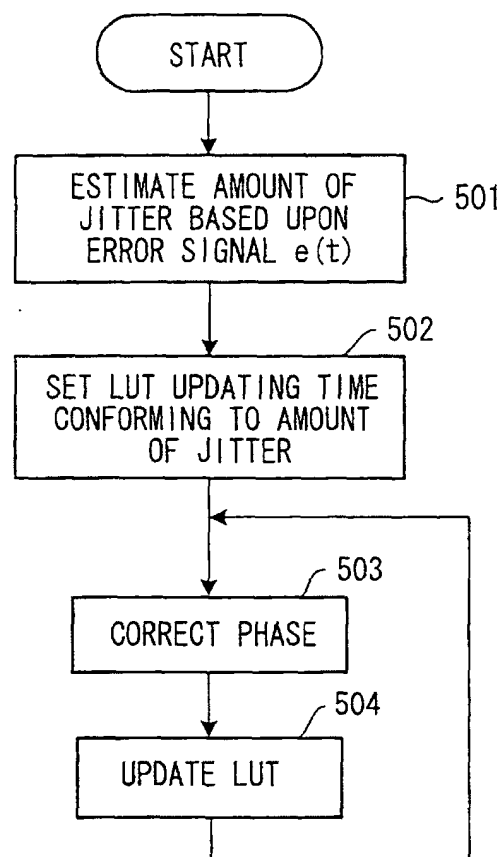 START
ESTIMATE AMOUNT OF
JITTER BASED UPON
ERROR SIGNAL e(t)
501
502
SET LUT UPDATING TIME
CONFORMING TO AMOUNT
OF JITTER
503
CORRECT PHASE
504
UPDATE LUT